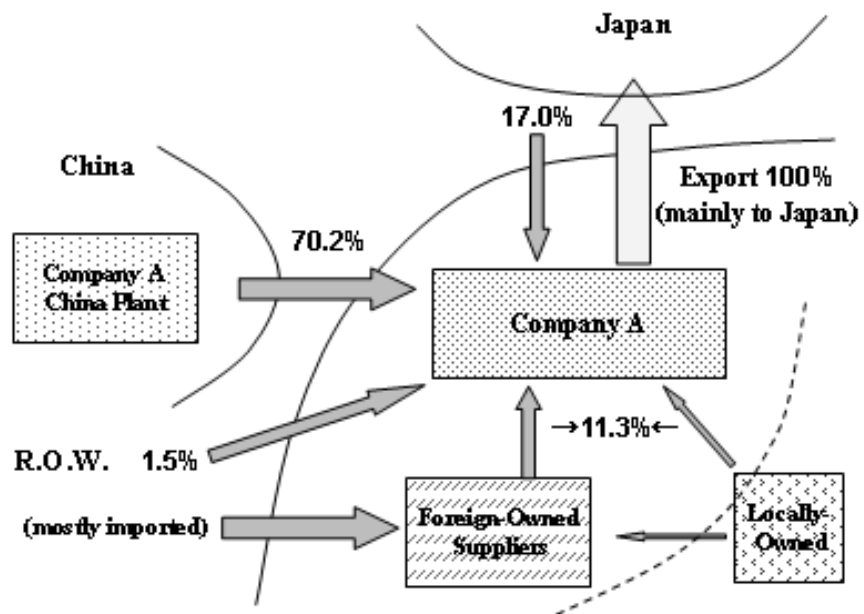 Japan
17.0%
China
Export 100%
(mainly to Japan)
70.2%
Company A
China Plant
Company A
→11.3%←
R.O.W. 1.5%
(mostly imported)
Foreign-Owned
Suppliers
Locally-
Owned